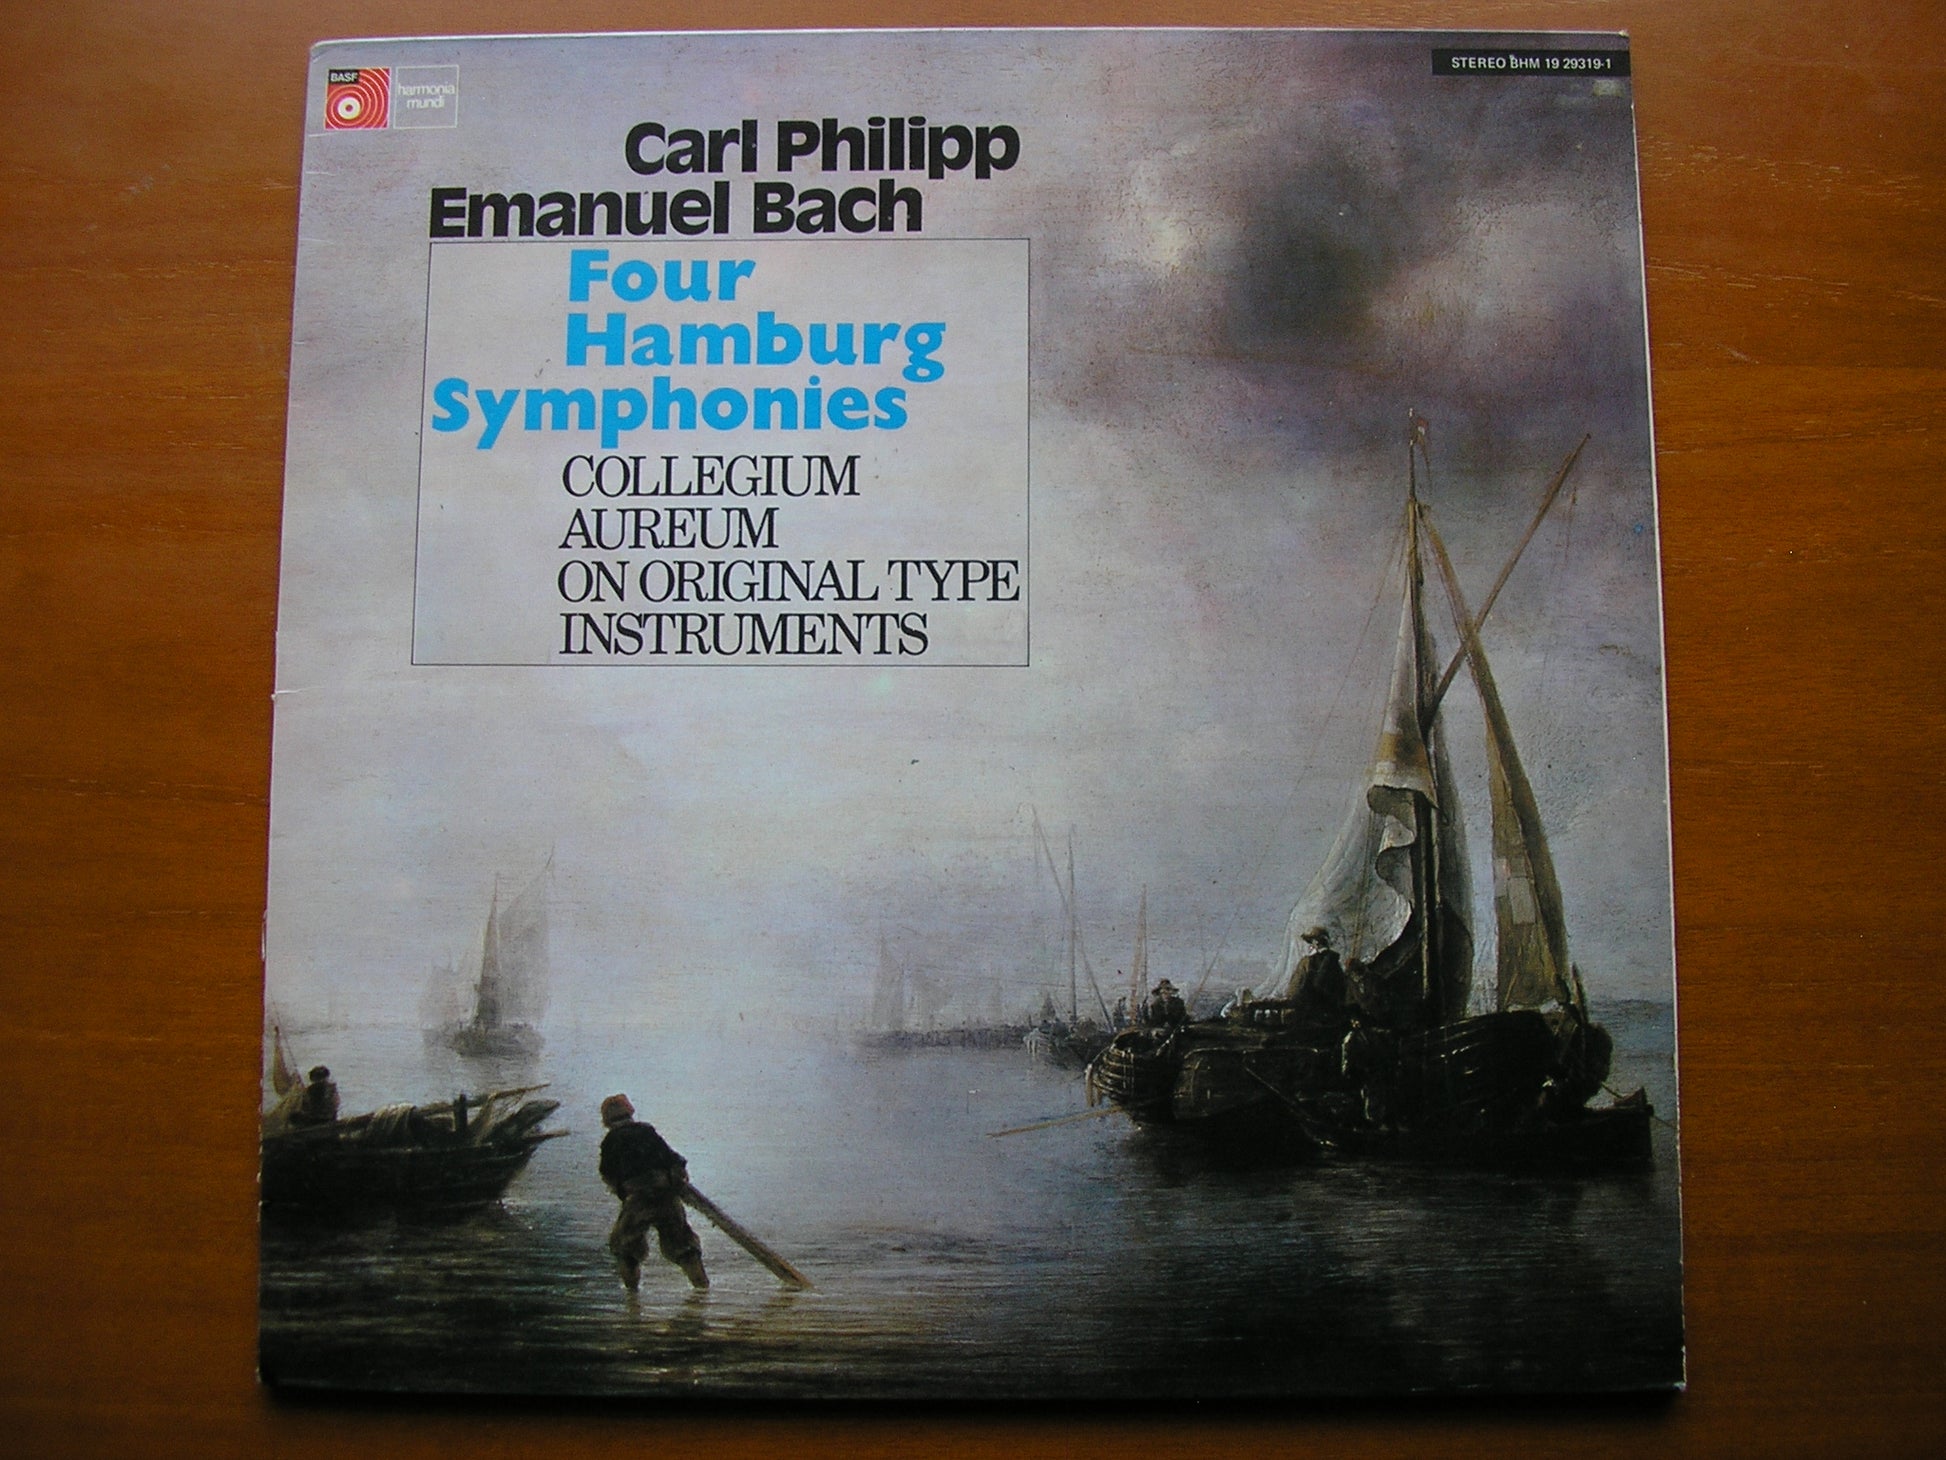 BASF
harmonia
mundi
STEREO BHM 19 29319-1
Carl Philipp
Emanuel Bach
Four
Hamburg
Symphonies
COLLEGIUM
AUREUM
ON ORIGINAL TYPE
INSTRUMENTS